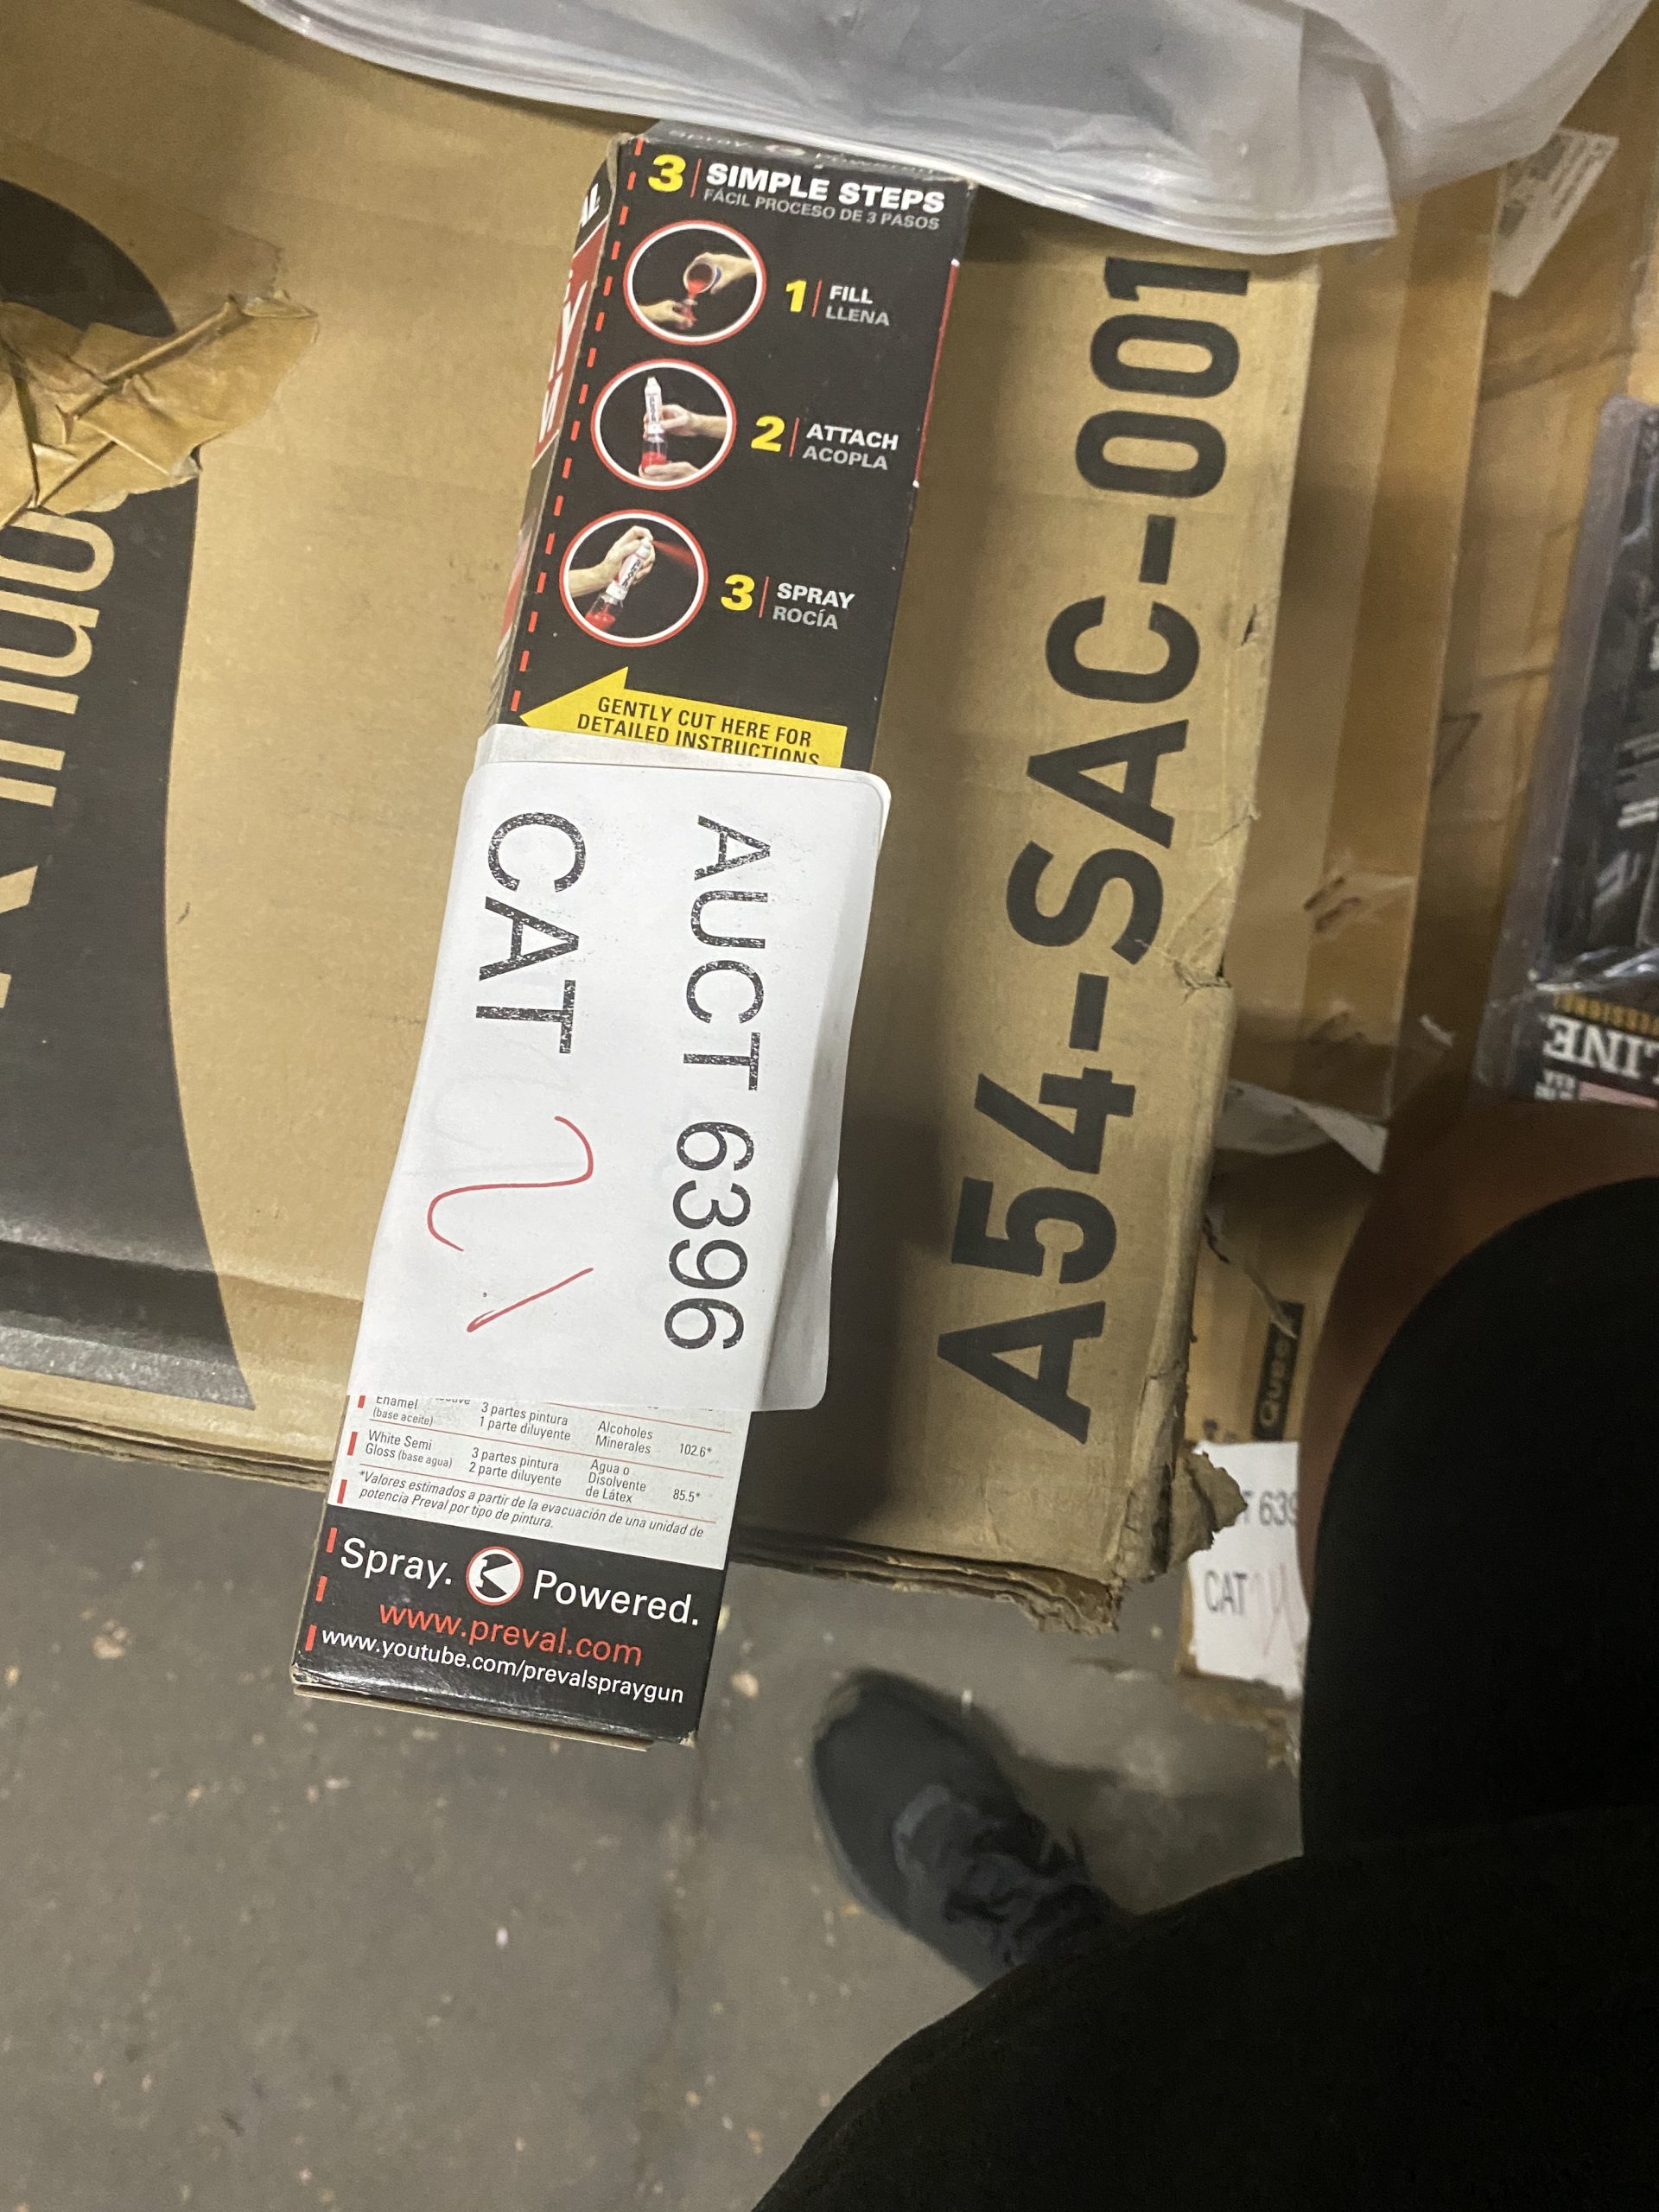 3 SIMPLE STEPS
FÁCIL PROCESO DE 3 PASOS
1 FILL
LLENA
2 ATTACH
ACOPLA
3 SPRAY
ROCÍA
GENTLY CUT HERE FOR
DETAILED INSTRUCTIONS
AUCT 6396
CAT
Enamel
(base aceite)
3 partes pintura
1 parte diluyente
Alcoholes
Minerales
102.6*
White Semi
Gloss (base agua)
3 partes pintura
2 parte diluyente
Agua o
Disolvente
de Látex
85.5*
*Valores estimados a partir de la evacuación de una unidad de
potencia Preval por tipo de pintura.
Spray. Powered.
www.preval.com
www.youtube.com/prevalspraygun
A54-SAC-001
LINE
T 639
CAT